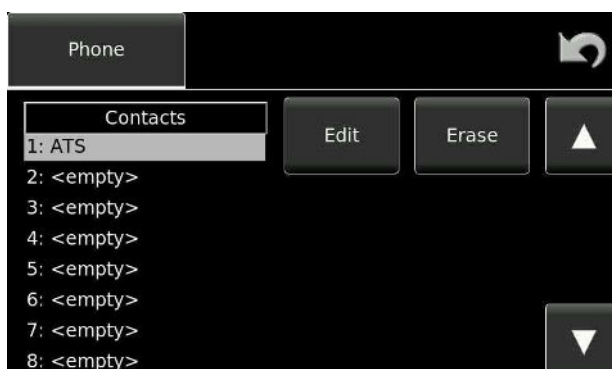 Phone
Contacts
Edit
Erase
1: ATS
2: <empty>
3: <empty>
4: <empty>
5: <empty>
6: <empty>
7: <empty>
8: <empty>